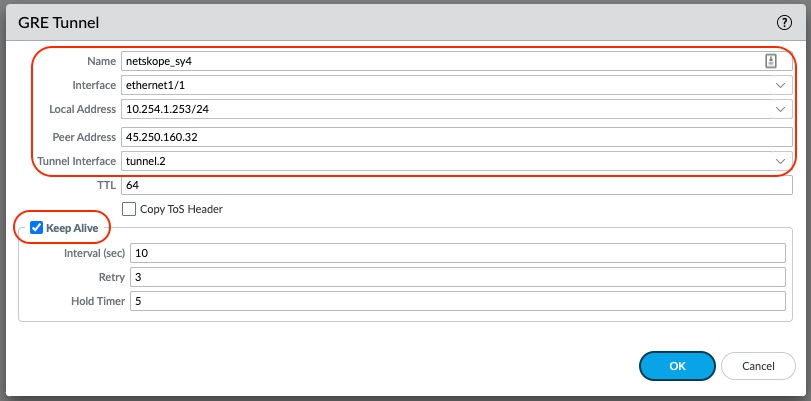 GRE Tunnel ?
Name netskope_sy4
Interface ethernet1/1
Local Address 10.254.1.253/24
Peer Address 45.250.160.32
Tunnel Interface tunnel.2
TTL 64
Copy ToS Header
Keep Alive
Interval (sec) 10
Retry 3
Hold Timer 5
OK Cancel